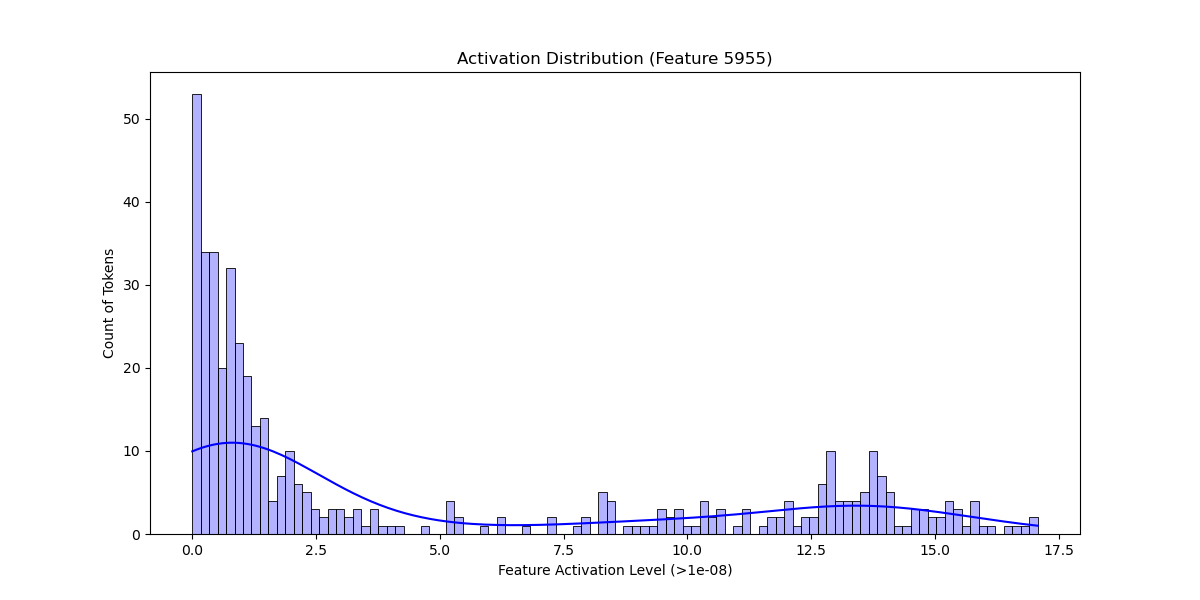 Activation Distribution (Feature 5955)
Count of Tokens
50
40
30
20
10
0
0.0 2.5 5.0 7.5 10.0 12.5 15.0 17.5
Feature Activation Level (>1e-08)